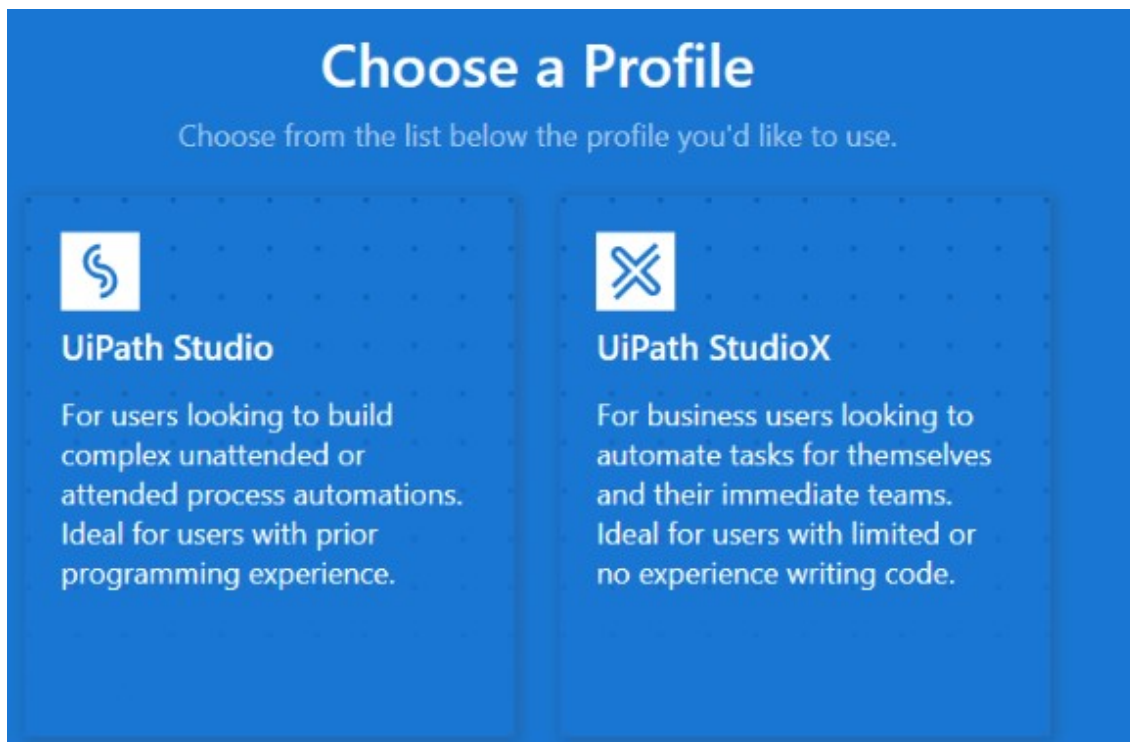 Choose a Profile
Choose from the list below the profile you'd like to use.
UiPath Studio
For users looking to build
complex unattended or
attended process automations.
Ideal for users with prior
programming experience.
UiPath StudioX
For business users looking to
automate tasks for themselves
and their immediate teams.
Ideal for users with limited or
no experience writing code.